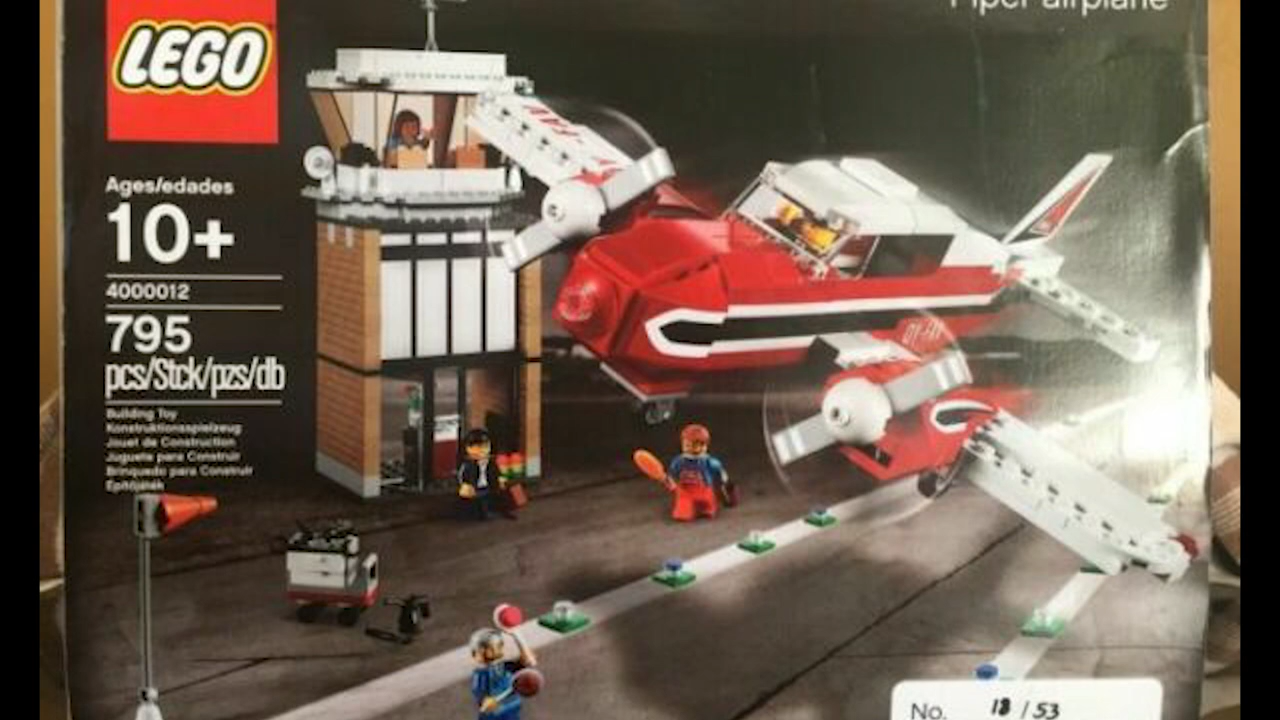 Piper airplane
LEGO
Ages/edades
10+
4000012
795
pcs/Stck/pzs/db
Building Toy
Konstruktionsspielzeug
Jouet de Construction
Juguete para Construir
Brinquedo para Construir
Építőjáték
No. 18 / 53